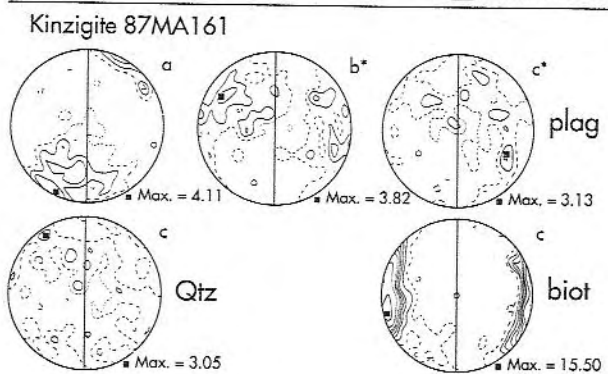 Kinzigite 87MA161
a b* c* plag
■ Max. = 4.11 ■ Max. = 3.82 ■ Max. = 3.13
c Qtz c biot
■ Max. = 3.05 ■ Max. = 15.50